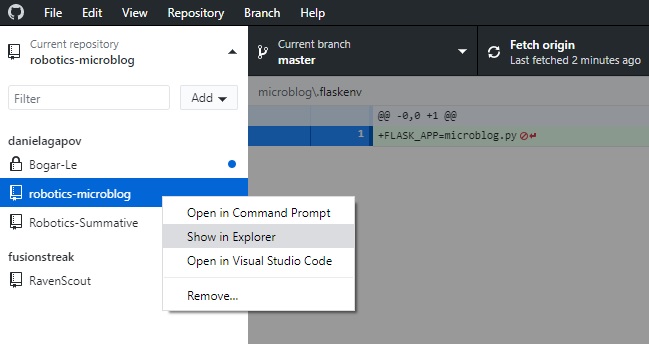 File Edit View Repository Branch Help
Current repository
robotics-microblog
Current branch
master
Fetch origin
Last fetched 2 minutes ago
Filter
Add
microblog\.flaskenv
@@ -0,0 +1 @@
1 +FLASK_APP=microblog.py
danielagapov
Bogar-Le
robotics-microblog
Robotics-Summative
fusionstreak
RavenScout
Open in Command Prompt
Show in Explorer
Open in Visual Studio Code
Remove...